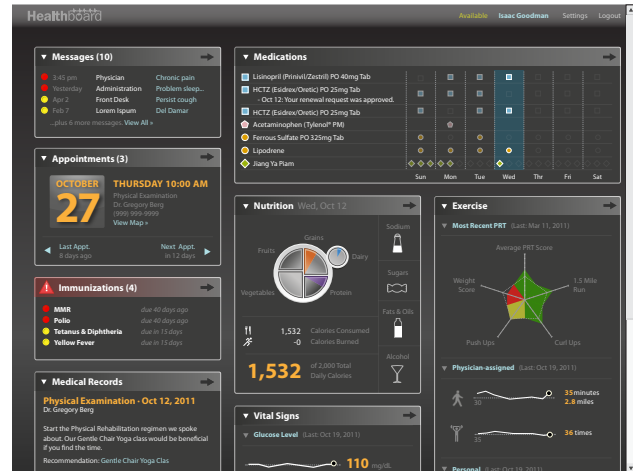 Healthboard
Available Isaac Goodman Settings Logout
Messages (10)
3:45 pm Physician Chronic pain
Yesterday Administration Problem sleep...
Apr 2 Front Desk Persist cough
Feb 7 Lorem Ispum Del Damar
...plus 6 more messages. View All »
Appointments (3)
OCTOBER
27
THURSDAY 10:00 AM
Physical Examination
Dr. Gregory Berg
(999) 999-9999
View Map »
Last Appt.
8 days ago
Next Appt.
in 12 days
Immunizations (4)
MMR due 40 days ago
Polio due 40 days ago
Tetanus & Diphtheria due in 15 days
Yellow Fever due in 15 days
Medical Records
Physical Examination - Oct 12, 2011
Dr. Gregory Berg
Start the Physical Rehabilitation regimen we spoke
about. Our Gentle Chair Yoga class would be beneficial
if you find the time.
Recommendation: Gentle Chair Yoga Clas
Medications
Lisinopril (Prinivil/Zestril) PO 40mg Tab
HCTZ (Esidrex/Oretic) PO 25mg Tab
- Oct 12: Your renewal request was approved.
HCTZ (Esidrex/Oretic) PO 25mg Tab
Acetaminophen (Tylenol® PM)
Ferrous Sulfate PO 325mg Tab
Lipodrene
Jiang Ya Piam
Sun Mon Tue Wed Thr Fri Sat
Nutrition Wed, Oct 12
Grains
Fruits
Dairy
Vegetables
Protein
Sodium
Sugars
Fats & Oils
Alcohol
1,532 Calories Consumed
-0 Calories Burned
1,532 of 2,000 Total
Daily Calories
Vital Signs
Glucose Level (Last: Oct 19, 2011)
110 mg/dL
Exercise
Most Recent PRT (Last: Mar 11, 2011)
Average PRT Score
Weight
Score
1.5 Mile
Run
Push Ups
Curl Ups
Physician-assigned (Last: Oct 19, 2011)
30
35 minutes
2.8 miles
35
36 times
Personal (Last: Oct 19, 2011)